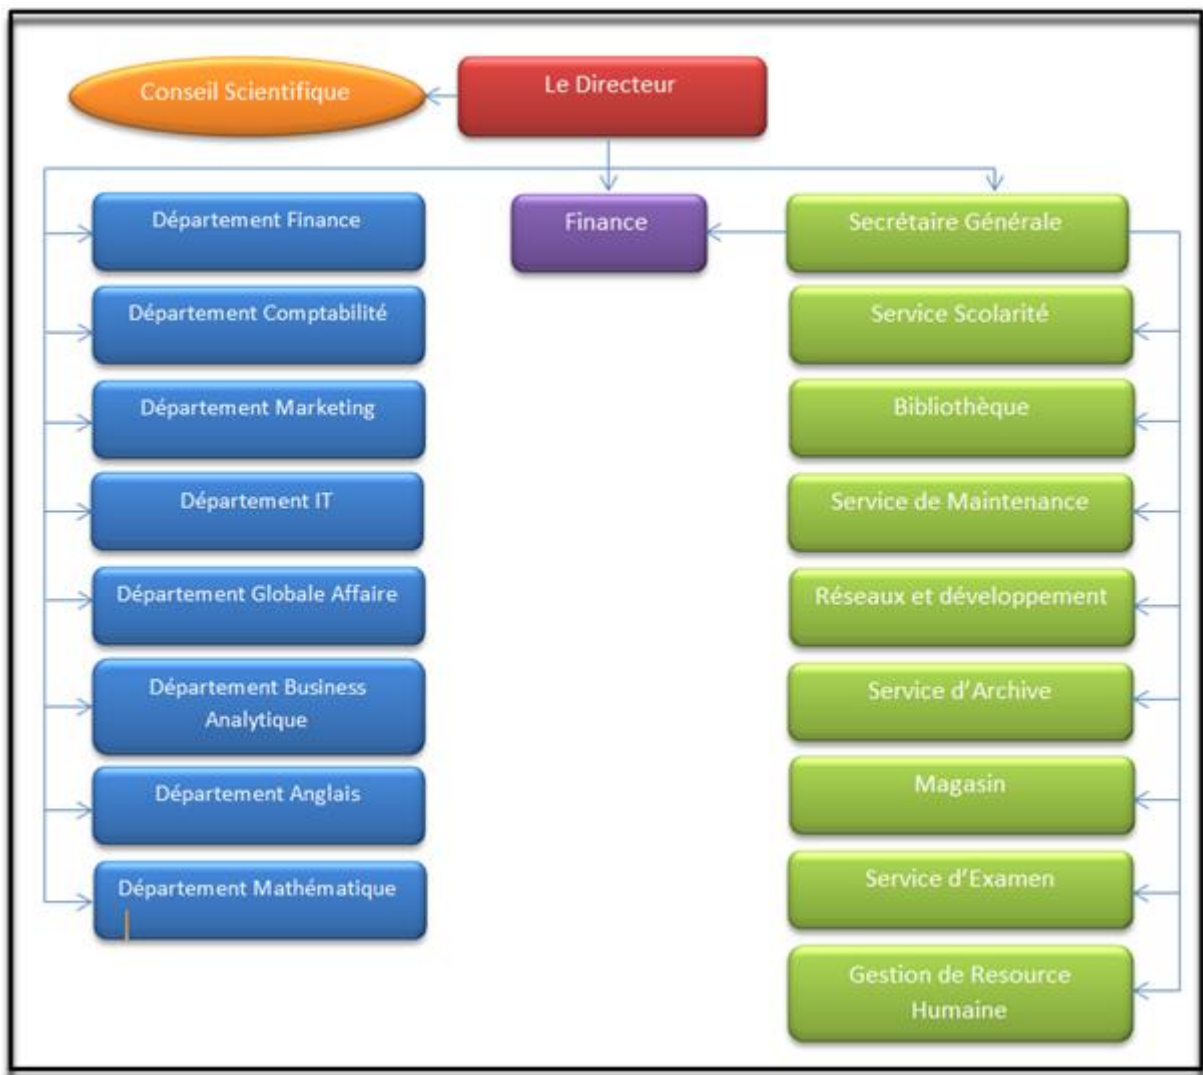 Conseil Scientifique
Le Directeur
Département Finance
Finance
Secrétaire Générale
Département Comptabilité
Service Scolarité
Département Marketing
Bibliothèque
Département IT
Service de Maintenance
Département Globale Affaire
Réseaux et développement
Département Business
Analytique
Service d'Archive
Département Anglais
Magasin
Département Mathématique
Service d'Examen
Gestion de Resource
Humaine